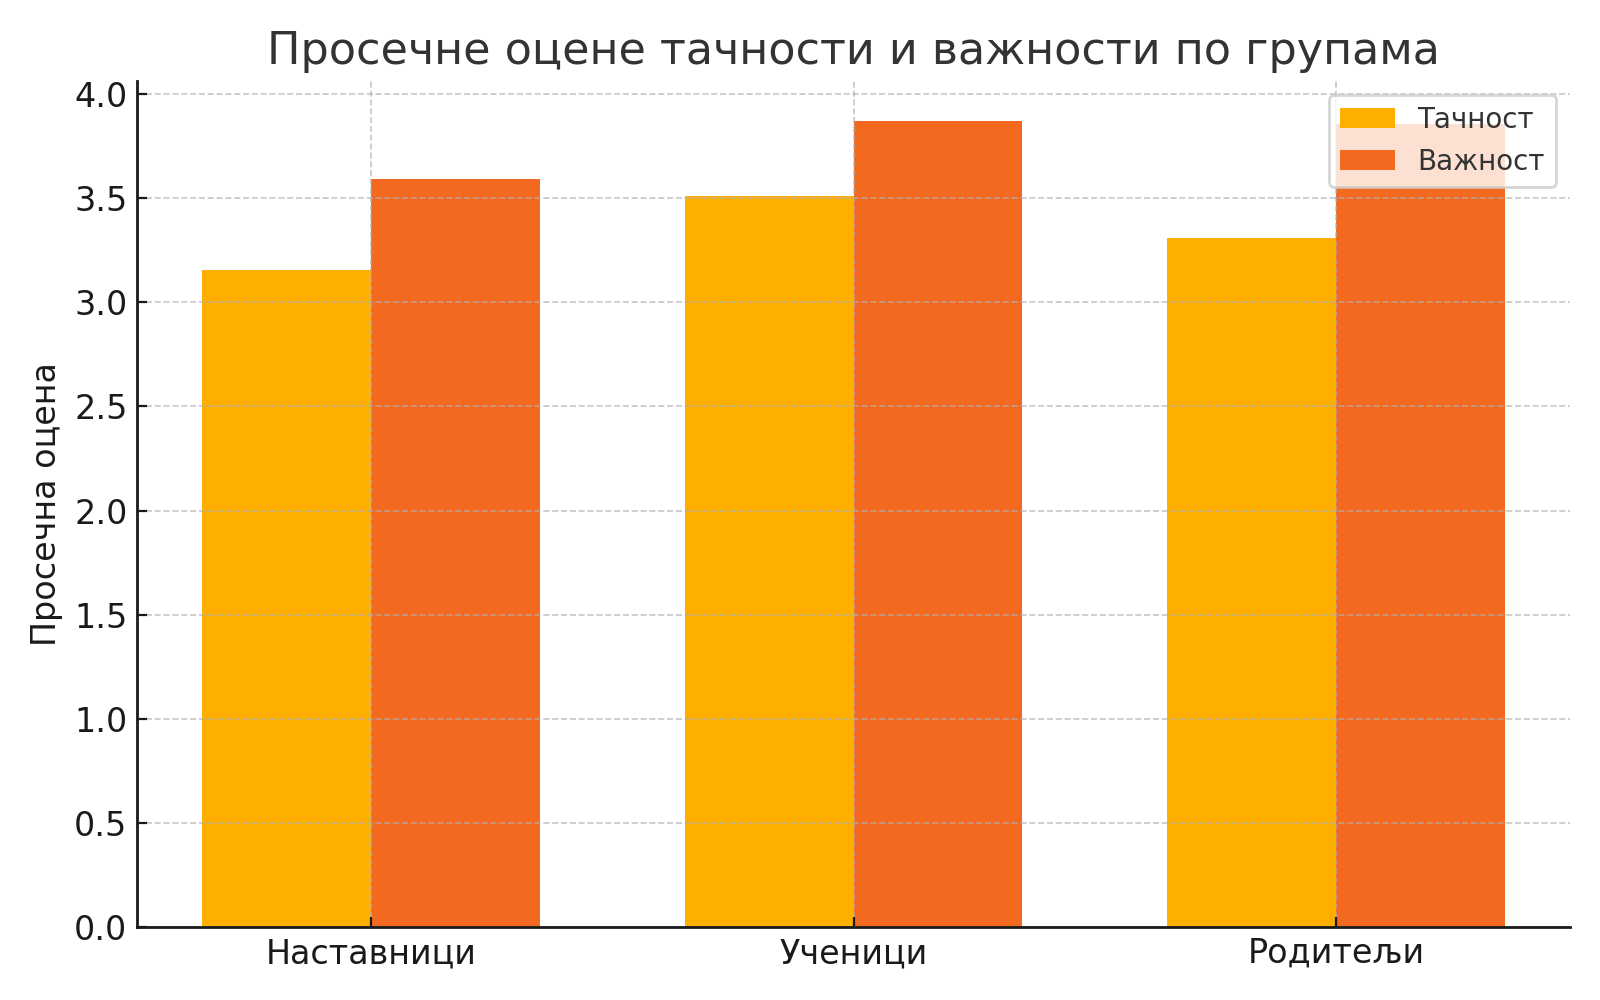 Просечне оцене тачности и важности по групама
Тачност
Важност
Просечна оцена
4.0
3.5
3.0
2.5
2.0
1.5
1.0
0.5
0.0
Наставници
Ученици
Родитељи